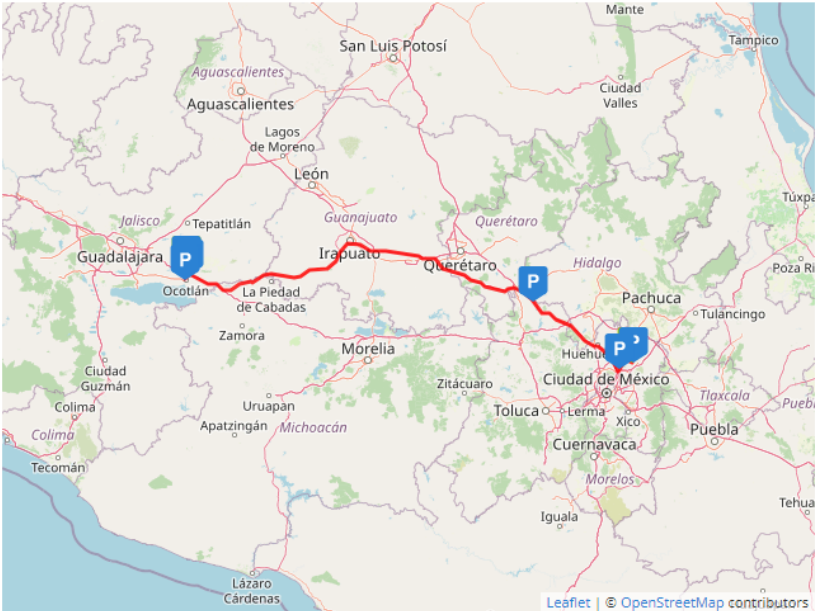 Mante
Tampico
San Luis Potosí
Aguascalientes
Ciudad
Valles
Aguascalientes
Lagos
de Moreno
León
Túxpa
Jalisco
Tepatitlán
Guanajuato
Querétaro
Guadalajara
P
Irapuato
Querétaro
Hidalgo
Poza Ri
Ocotlán
La Piedad
de Cabadas
P
Pachuca
Tulancingo
Zamora
Morelia
Huehu
P
P
Ciudad
Guzmán
Zitácuaro
Ciudad de México
Uruapan
Toluca
Lerma
Tlaxcala
Puebl
Colima
Apatzingán
Michoacán
Xico
Puebla
Colima
Cuernavaca
Tecomán
Morelos
Tehua
Iguala
Lázaro
Cárdenas
Leaflet | © OpenStreetMap contributors